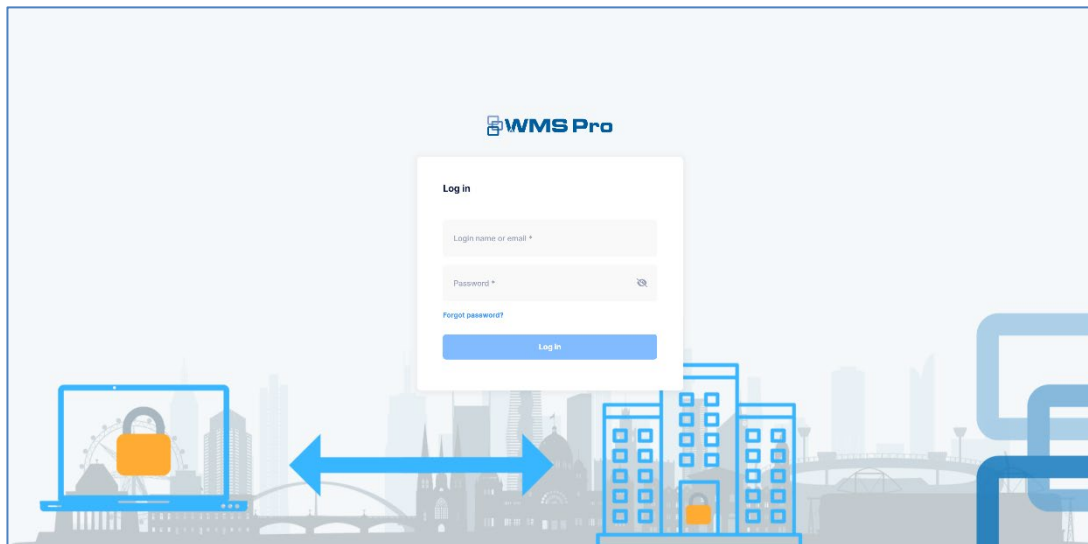 WMS Pro
Log in
Login name or email *
Password *
Forgot password?
Log In